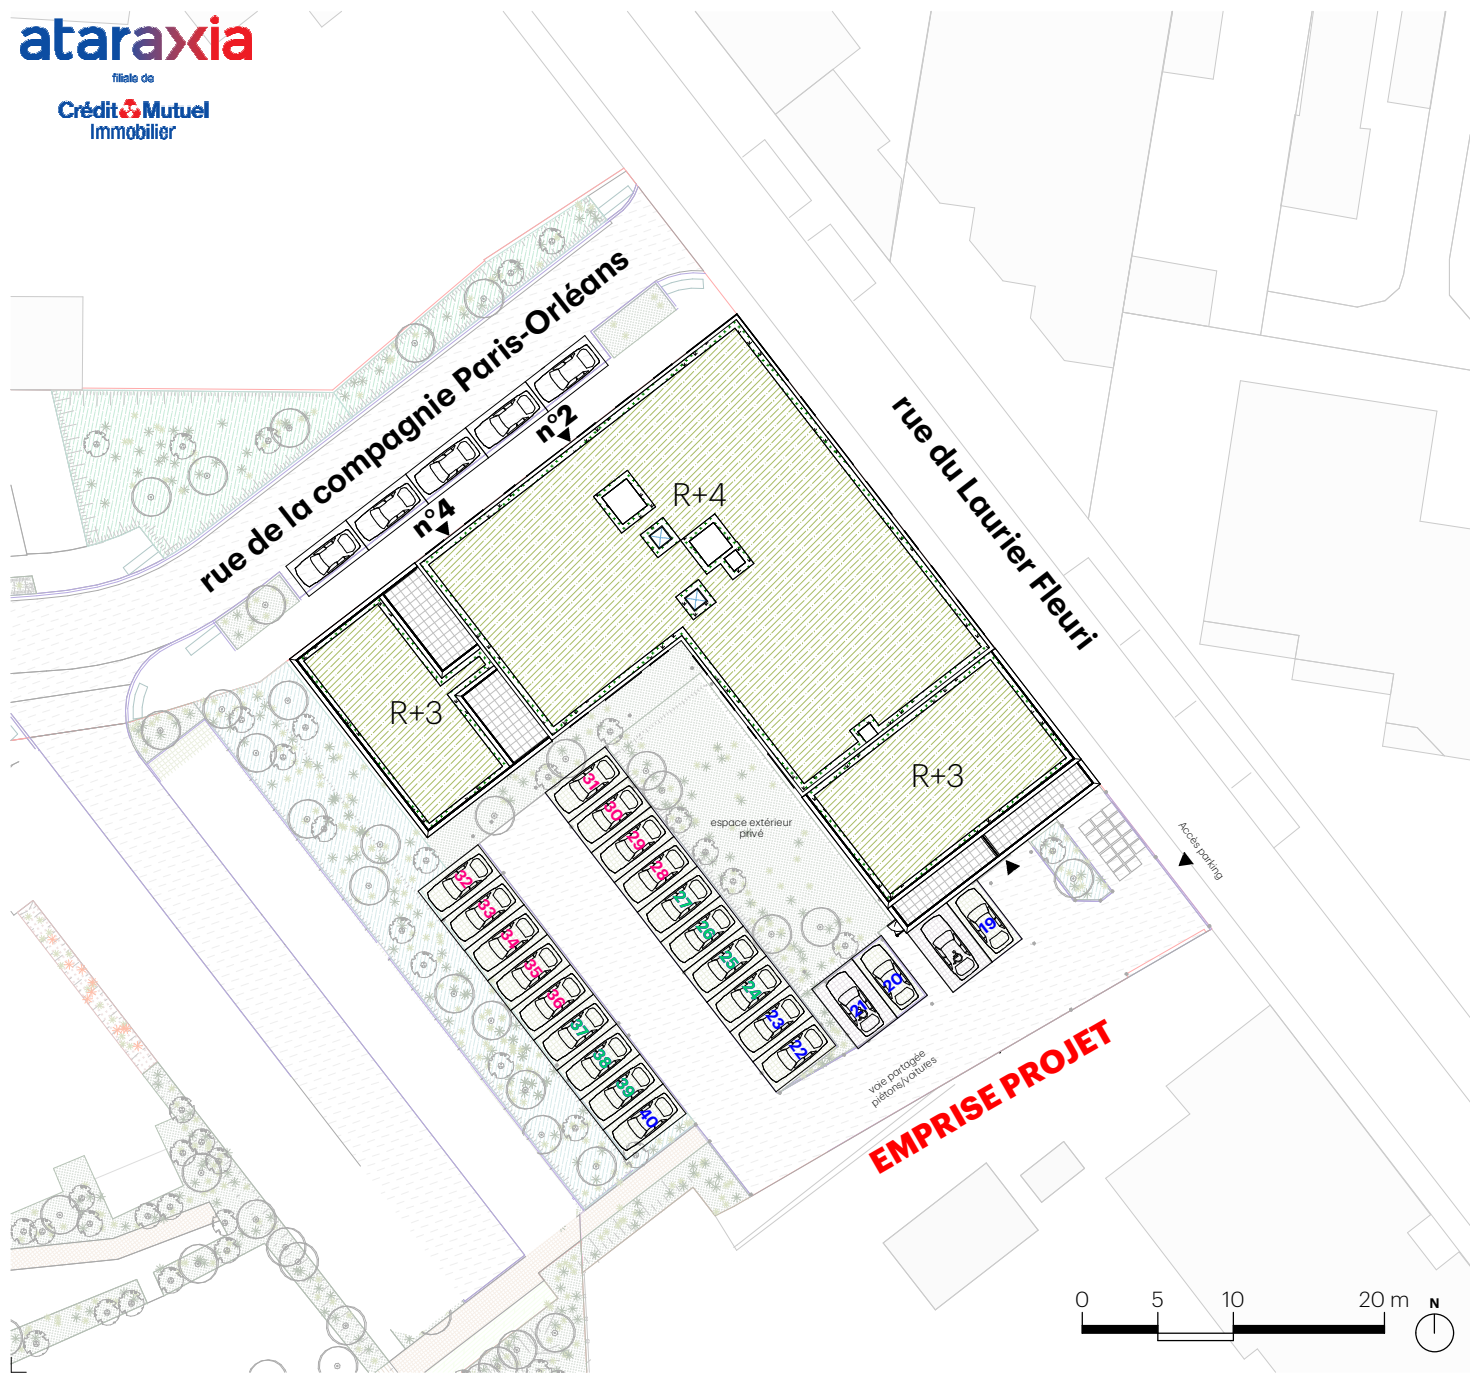 ataraxia
filiale de
Crédit Mutuel
Immobilier
rue de la compagnie Paris-Orléans
n°2
n°4
rue du Laurier Fleuri
R+4
R+3
R+3
espace extérieur
privé
Accès parking
31
30
29
28
27
26
25
24
23
22
32
33
34
35
36
37
38
39
40
21
20
19
voie partagée
piétons/voitures
EMPRISE PROJET
0 5 10 20 m
N